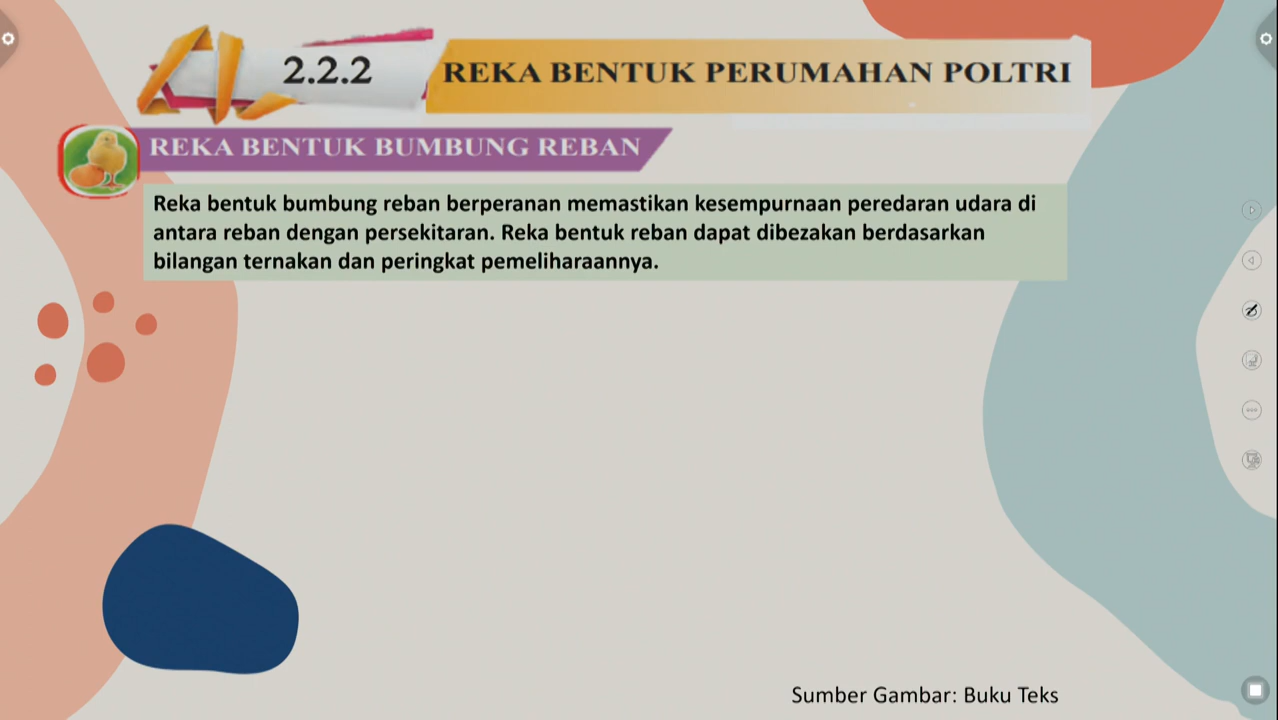 2.2.2
REKA BENTUK PERUMAHAN POLTRI
REKA BENTUK BUMBUNG REBAN
Reka bentuk bumbung reban berperanan memastikan kesempurnaan peredaran udara di
antara reban dengan persekitaran. Reka bentuk reban dapat dibezakan berdasarkan
bilangan ternakan dan peringkat pemeliharaannya.
Sumber Gambar: Buku Teks